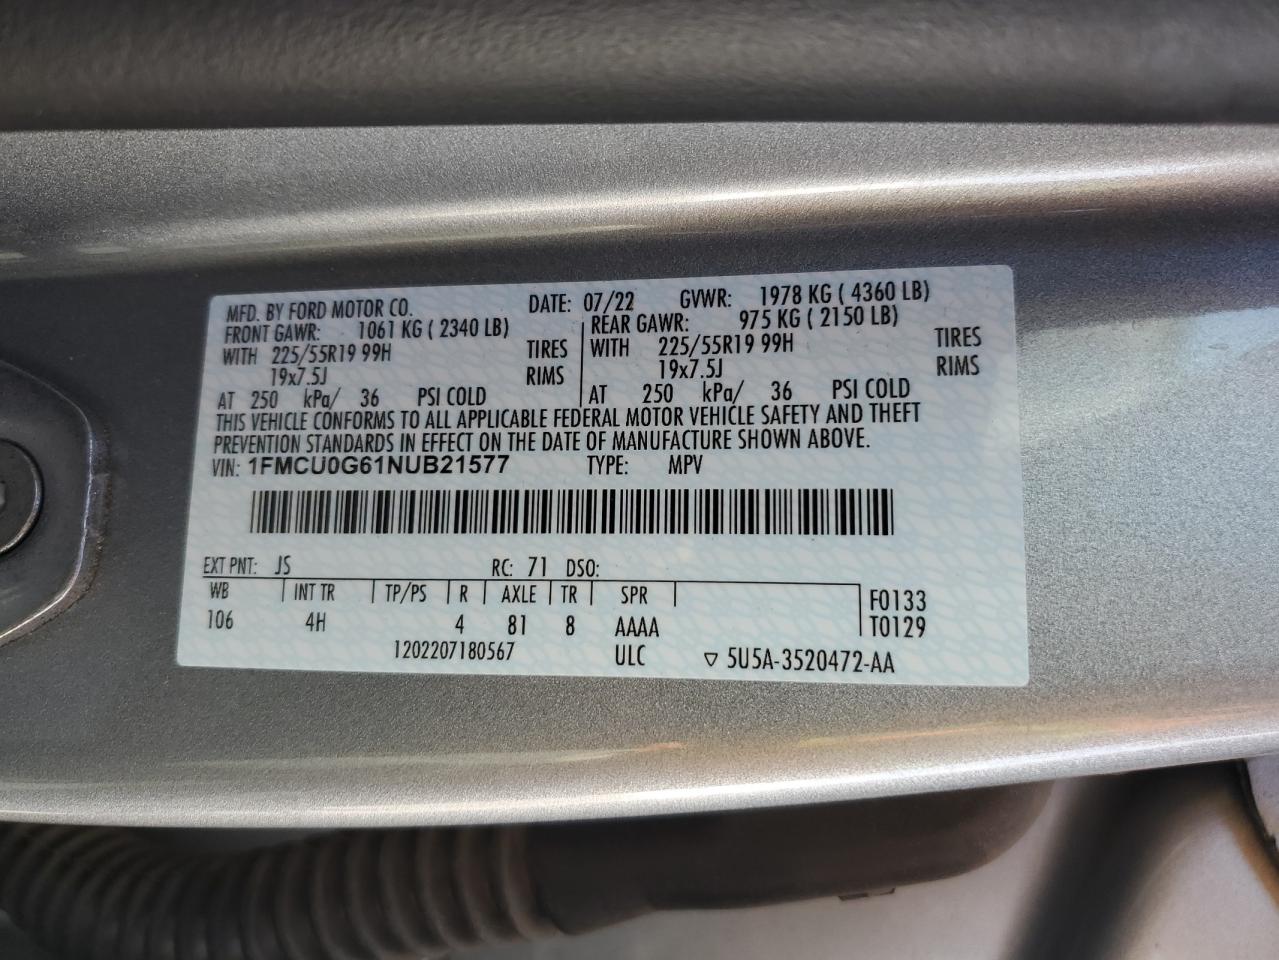 MFD. BY FORD MOTOR CO. DATE: 07/22 GVWR: 1978 KG ( 4360 LB)
FRONT GAWR: 1061 KG ( 2340 LB) REAR GAWR: 975 KG ( 2150 LB)
WITH 225/55R19 99H TIRES WITH 225/55R19 99H TIRES
19x7.5J RIMS 19x7.5J RIMS
AT 250 kPa/ 36 PSI COLD AT 250 kPa/ 36 PSI COLD
THIS VEHICLE CONFORMS TO ALL APPLICABLE FEDERAL MOTOR VEHICLE SAFETY AND THEFT
PREVENTION STANDARDS IN EFFECT ON THE DATE OF MANUFACTURE SHOWN ABOVE.
VIN: 1FMCU0G61NUB21577 TYPE: MPV
EXT PNT: JS RC: 71 DSO:
WB INT TR TP/PS R AXLE TR SPR F0133
106 4H 4 81 8 AAAA T0129
1202207180567 ULC ▽ 5U5A-3520472-AA